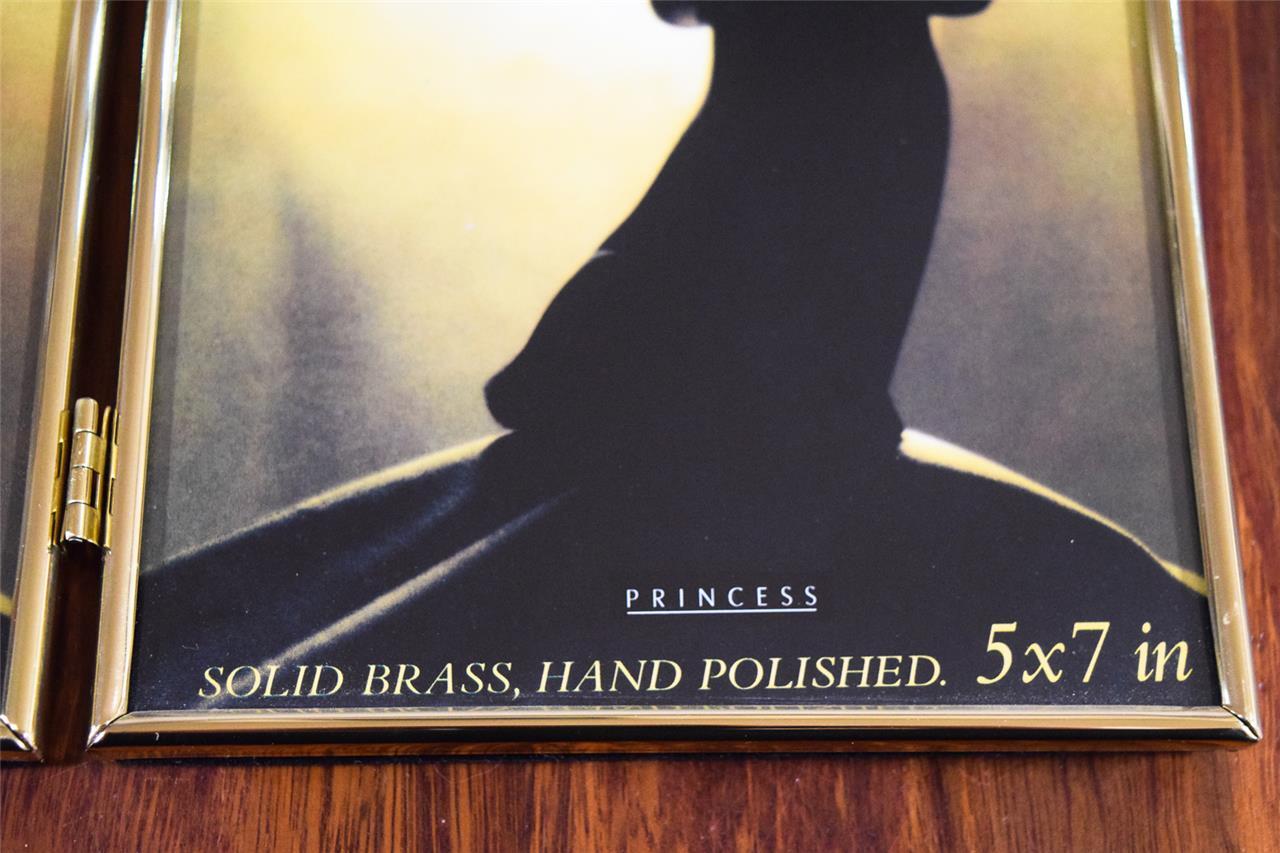 PRINCESS
SOLID BRASS, HAND POLISHED. 5x7 in